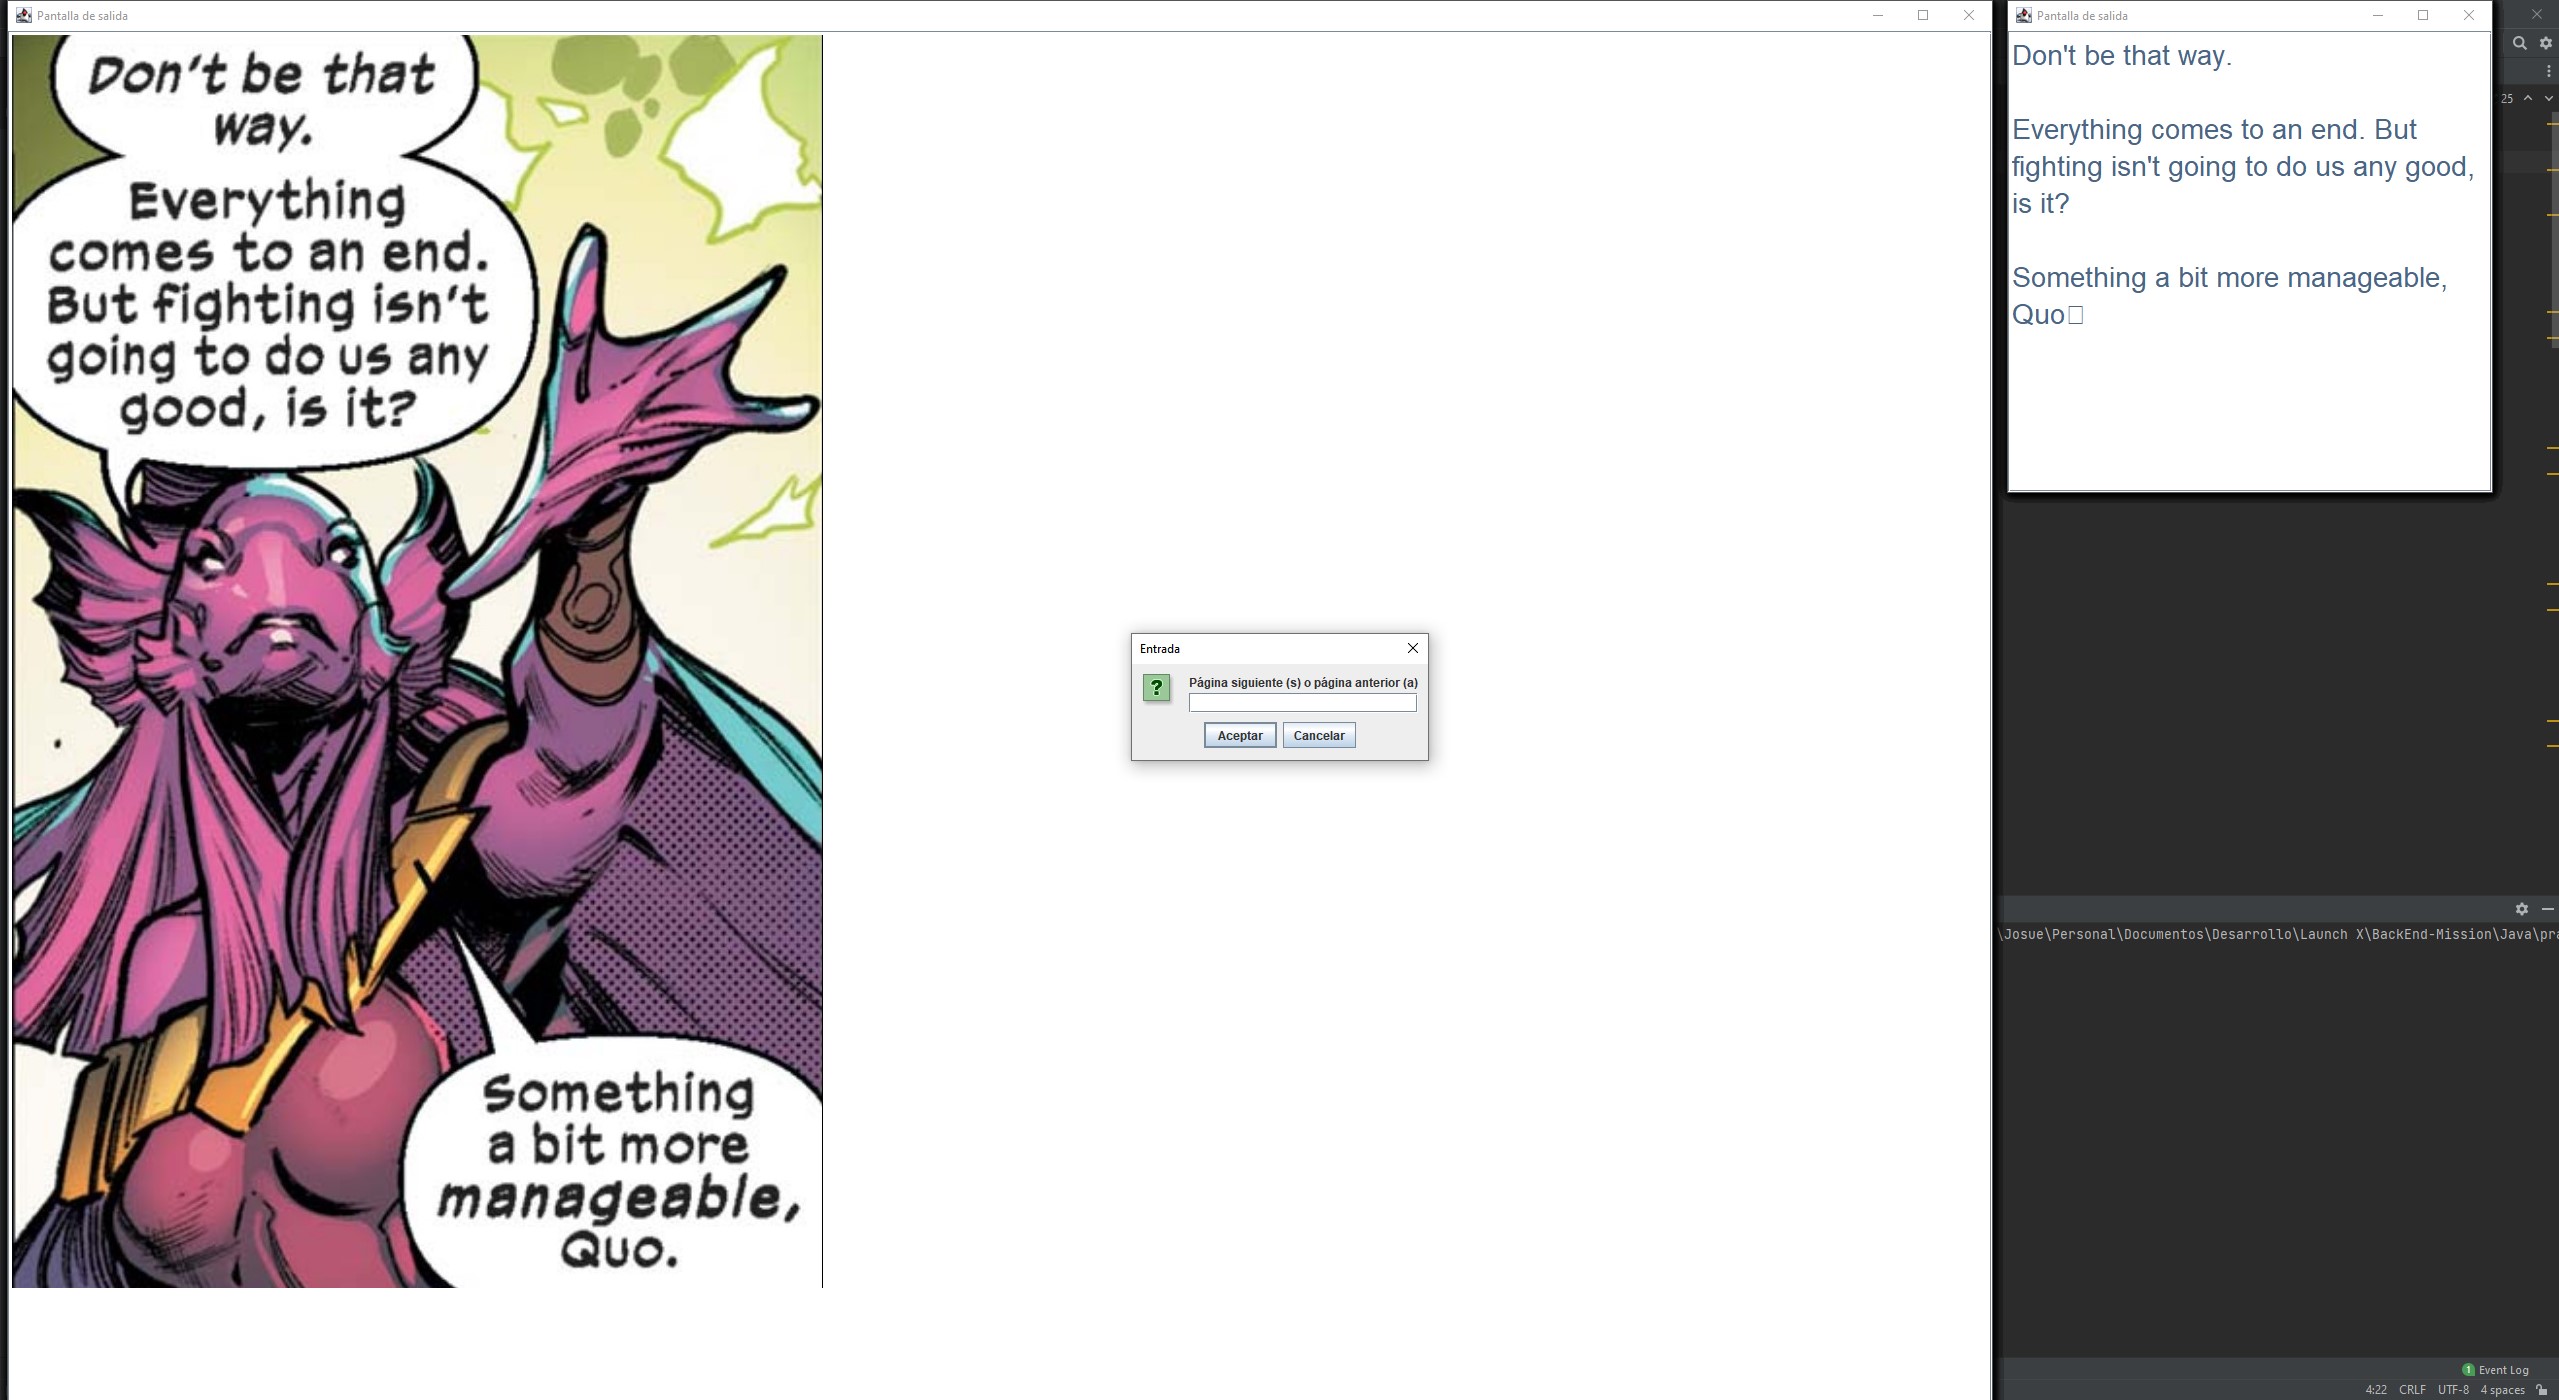 Pantalla de salida
Don't be that
way.
Everything
comes to an end.
But fighting isn't
going to do us any
good, is it?
Something
a bit more
manageable,
Quo.
Entrada
Página siguiente (s) o página anterior (a)
Aceptar
Cancelar
Pantalla de salida
Don't be that way.
Everything comes to an end. But
fighting isn't going to do us any good,
is it?
Something a bit more manageable,
Quo□
25
\Josue\Personal\Documentos\Desarrollo\Launch X\BackEnd-Mission\Java\pra
1 Event Log
4:22 CRLF UTF-8 4 spaces